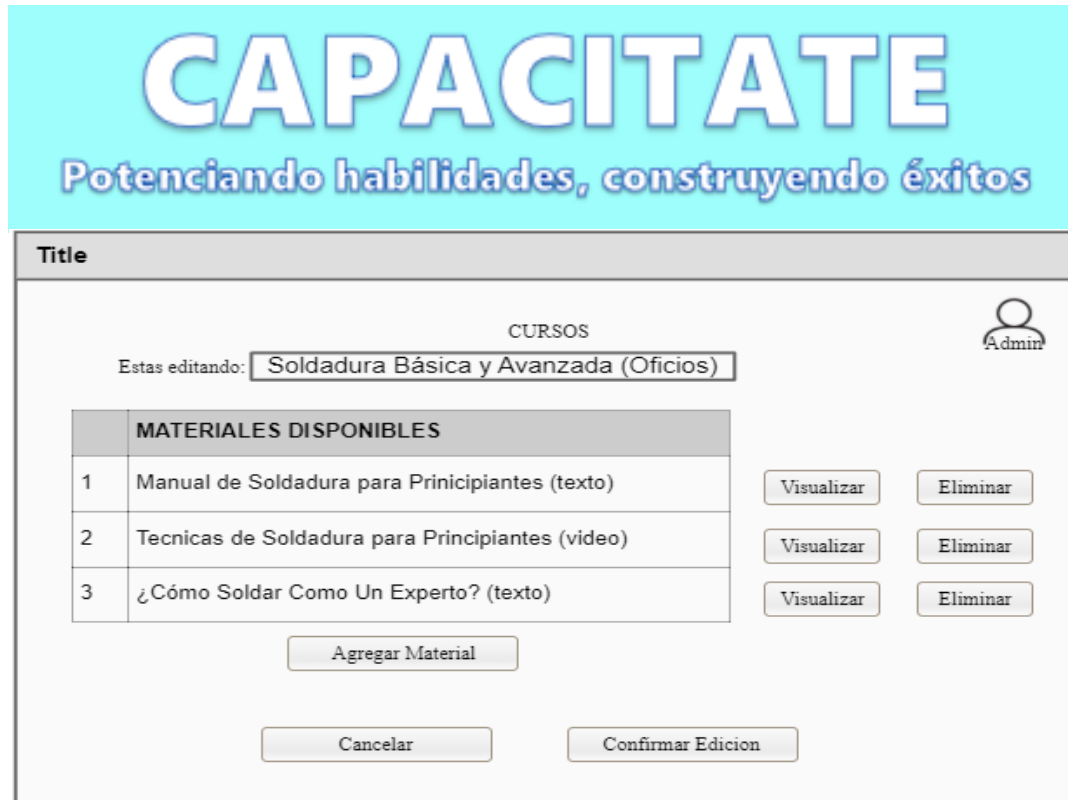 CAPACITATE
Potenciando habilidades, construyendo éxitos
Title
Admin
CURSOS
Estas editando: Soldadura Básica y Avanzada (Oficios)
MATERIALES DISPONIBLES
1 Manual de Soldadura para Prinicipiantes (texto) Visualizar Eliminar
2 Tecnicas de Soldadura para Principiantes (video) Visualizar Eliminar
3 ¿Cómo Soldar Como Un Experto? (texto) Visualizar Eliminar
Agregar Material
Cancelar Confirmar Edicion